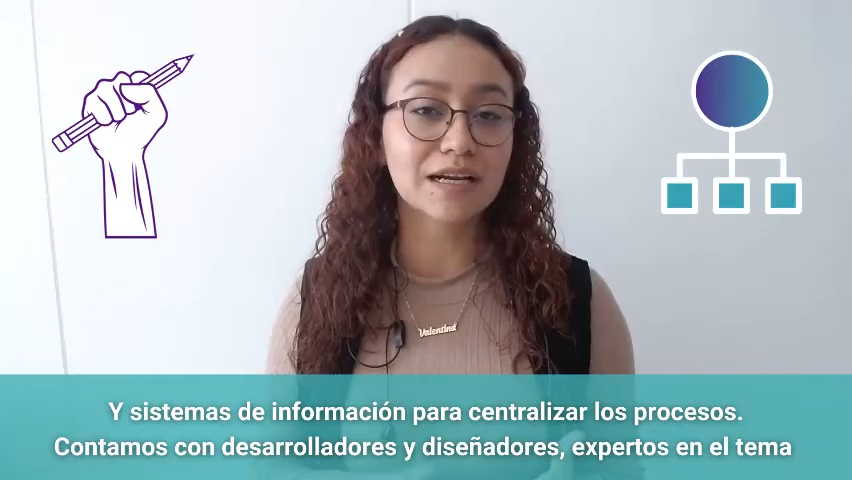 Valentina
Y sistemas de información para centralizar los procesos.
Contamos con desarrolladores y diseñadores, expertos en el tema